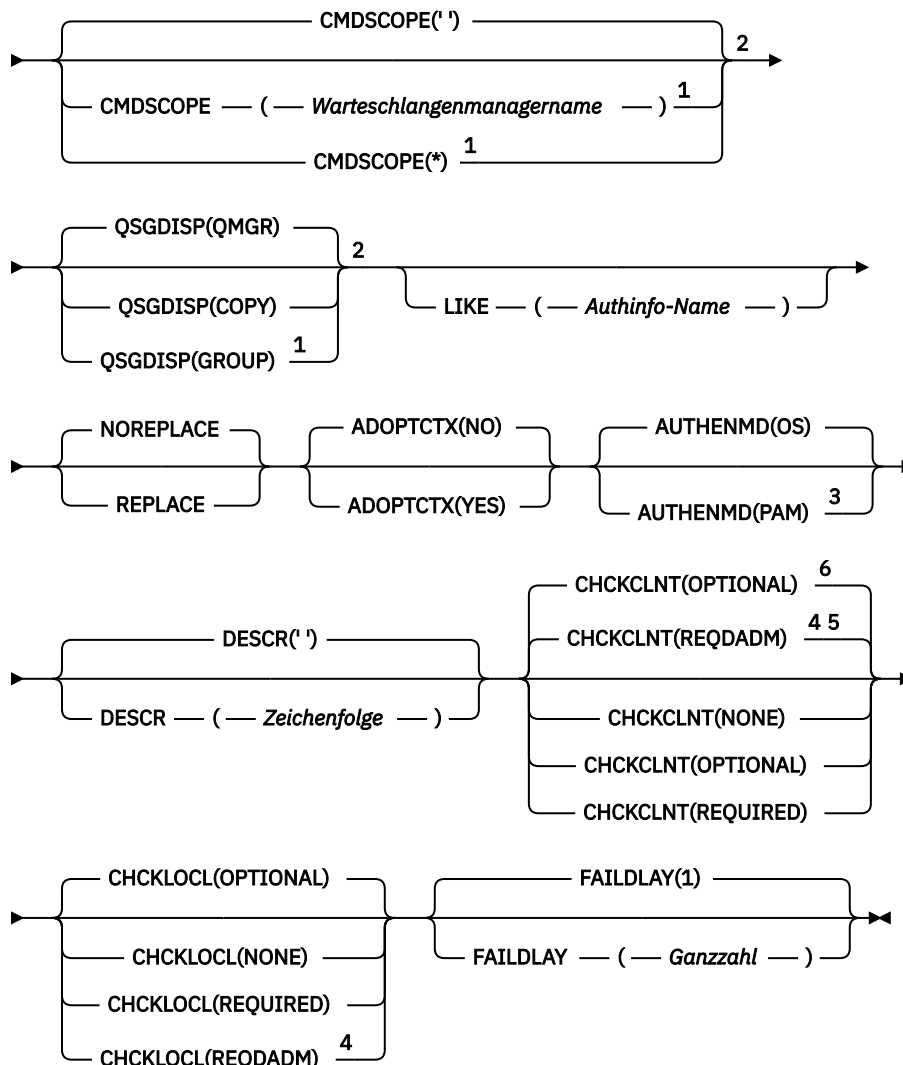 CMDSCOPE(' ')
2
CMDSCOPE ( Warteschlangenmanagername ) 1
CMDSCOPE(*) 1
QSGDISP(QMGR)
2
QSGDISP(COPY)
LIKE ( Authinfo-Name )
QSGDISP(GROUP) 1
NOREPLACE
REPLACE
ADOPTCTX(NO)
ADOPTCTX(YES)
AUTHENMD(OS)
AUTHENMD(PAM) 3
DESCR(' ')
DESCR ( Zeichenfolge )
CHCKCLNT(OPTIONAL) 6
CHCKCLNT(REQDADM) 4 5
CHCKCLNT(NONE)
CHCKCLNT(OPTIONAL)
CHCKCLNT(REQUIRED)
CHCKLOCL(OPTIONAL)
CHCKLOCL(NONE)
CHCKLOCL(REQUIRED)
CHCKLOCL(REQDADM) 4
FAILDLAY(1)
FAILDLAY ( Ganzzahl )